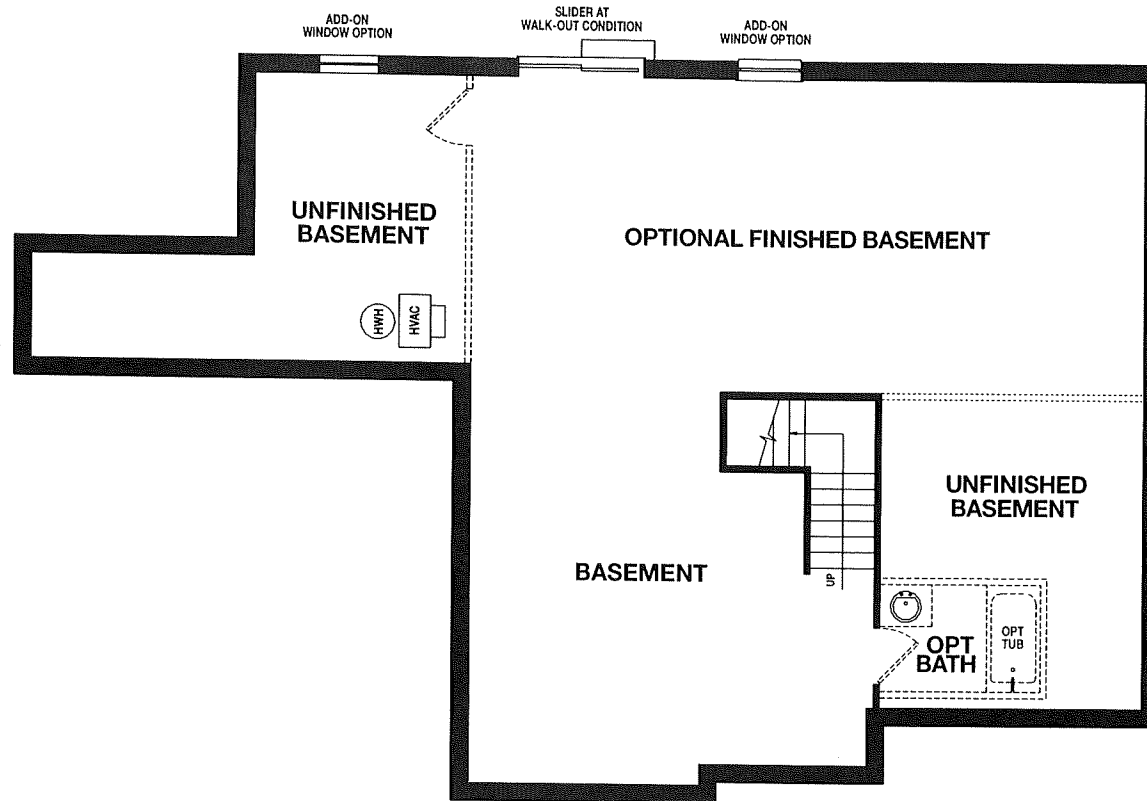 ADD-ON
WINDOW OPTION
SLIDER AT
WALK-OUT CONDITION
ADD-ON
WINDOW OPTION
UNFINISHED
BASEMENT
OPTIONAL FINISHED BASEMENT
HWH
HVAC
UNFINISHED
BASEMENT
BASEMENT
UP
OPT
BATH
OPT
TUB